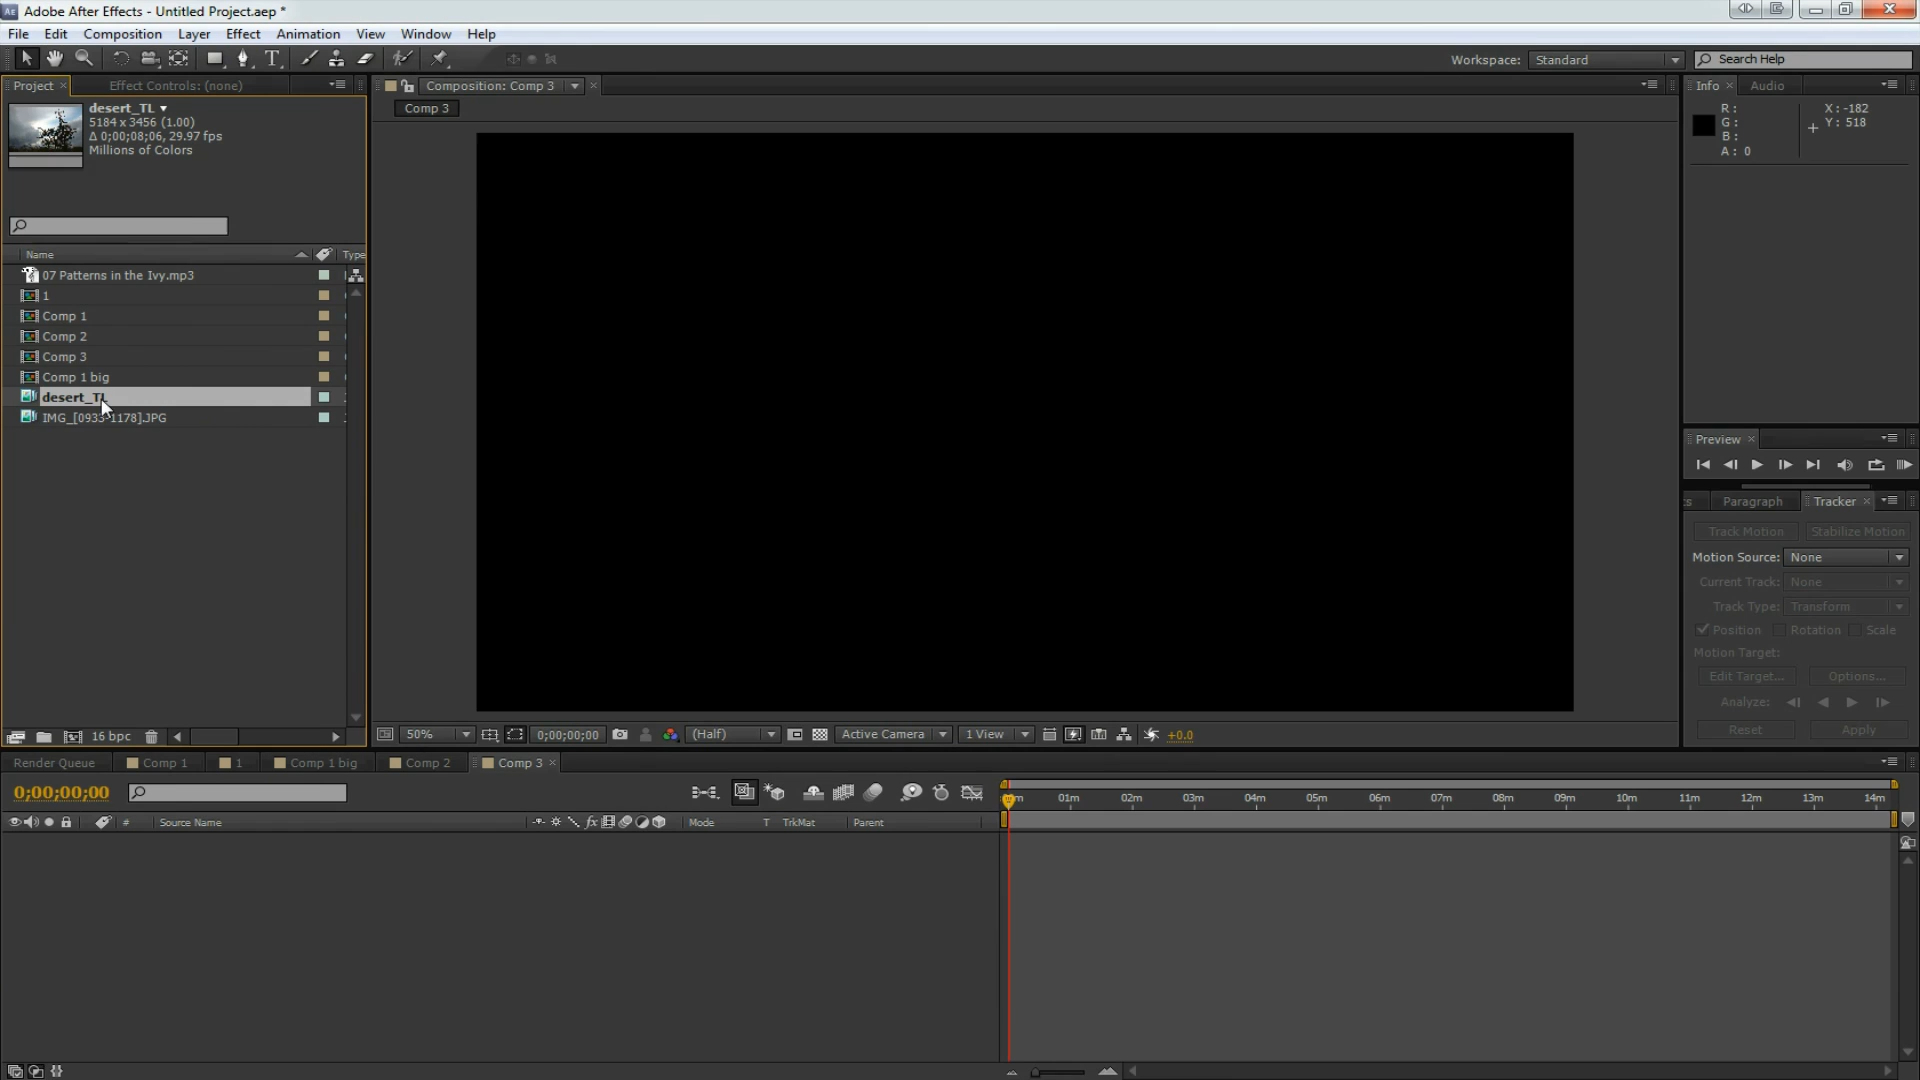 Ae Adobe After Effects - Untitled Project.aep *
File Edit Composition Layer Effect Animation View Window Help
T Workspace: Standard Search Help
Project × Effect Controls: (none)
desert_TL
5184 x 3456 (1.00)
Δ 0;00;08;06, 29.97 fps
Millions of Colors
Name Type
07 Patterns in the Ivy.mp3
1
Comp 1
Comp 2
Comp 3
Comp 1 big
desert_TL
IMG_[0933-1178].JPG
16 bpc
Composition: Comp 3 ×
Comp 3
50% 0;00;00;00 (Half) Active Camera 1 View +0.0
Info × Audio
R:
G:
B:
A: 0
X: -182
Y: 518
Preview ×
Paragraph Tracker ×
Track Motion Stabilize Motion
Motion Source: None
Current Track: None
Track Type: Transform
Position Rotation Scale
Motion Target:
Edit Target... Options...
Analyze:
Reset Apply
Render Queue Comp 1 1 Comp 1 big Comp 2 Comp 3 ×
0;00;00;00
# Source Name fx Mode T TrkMat Parent
01m 02m 03m 04m 05m 06m 07m 08m 09m 10m 11m 12m 13m 14m